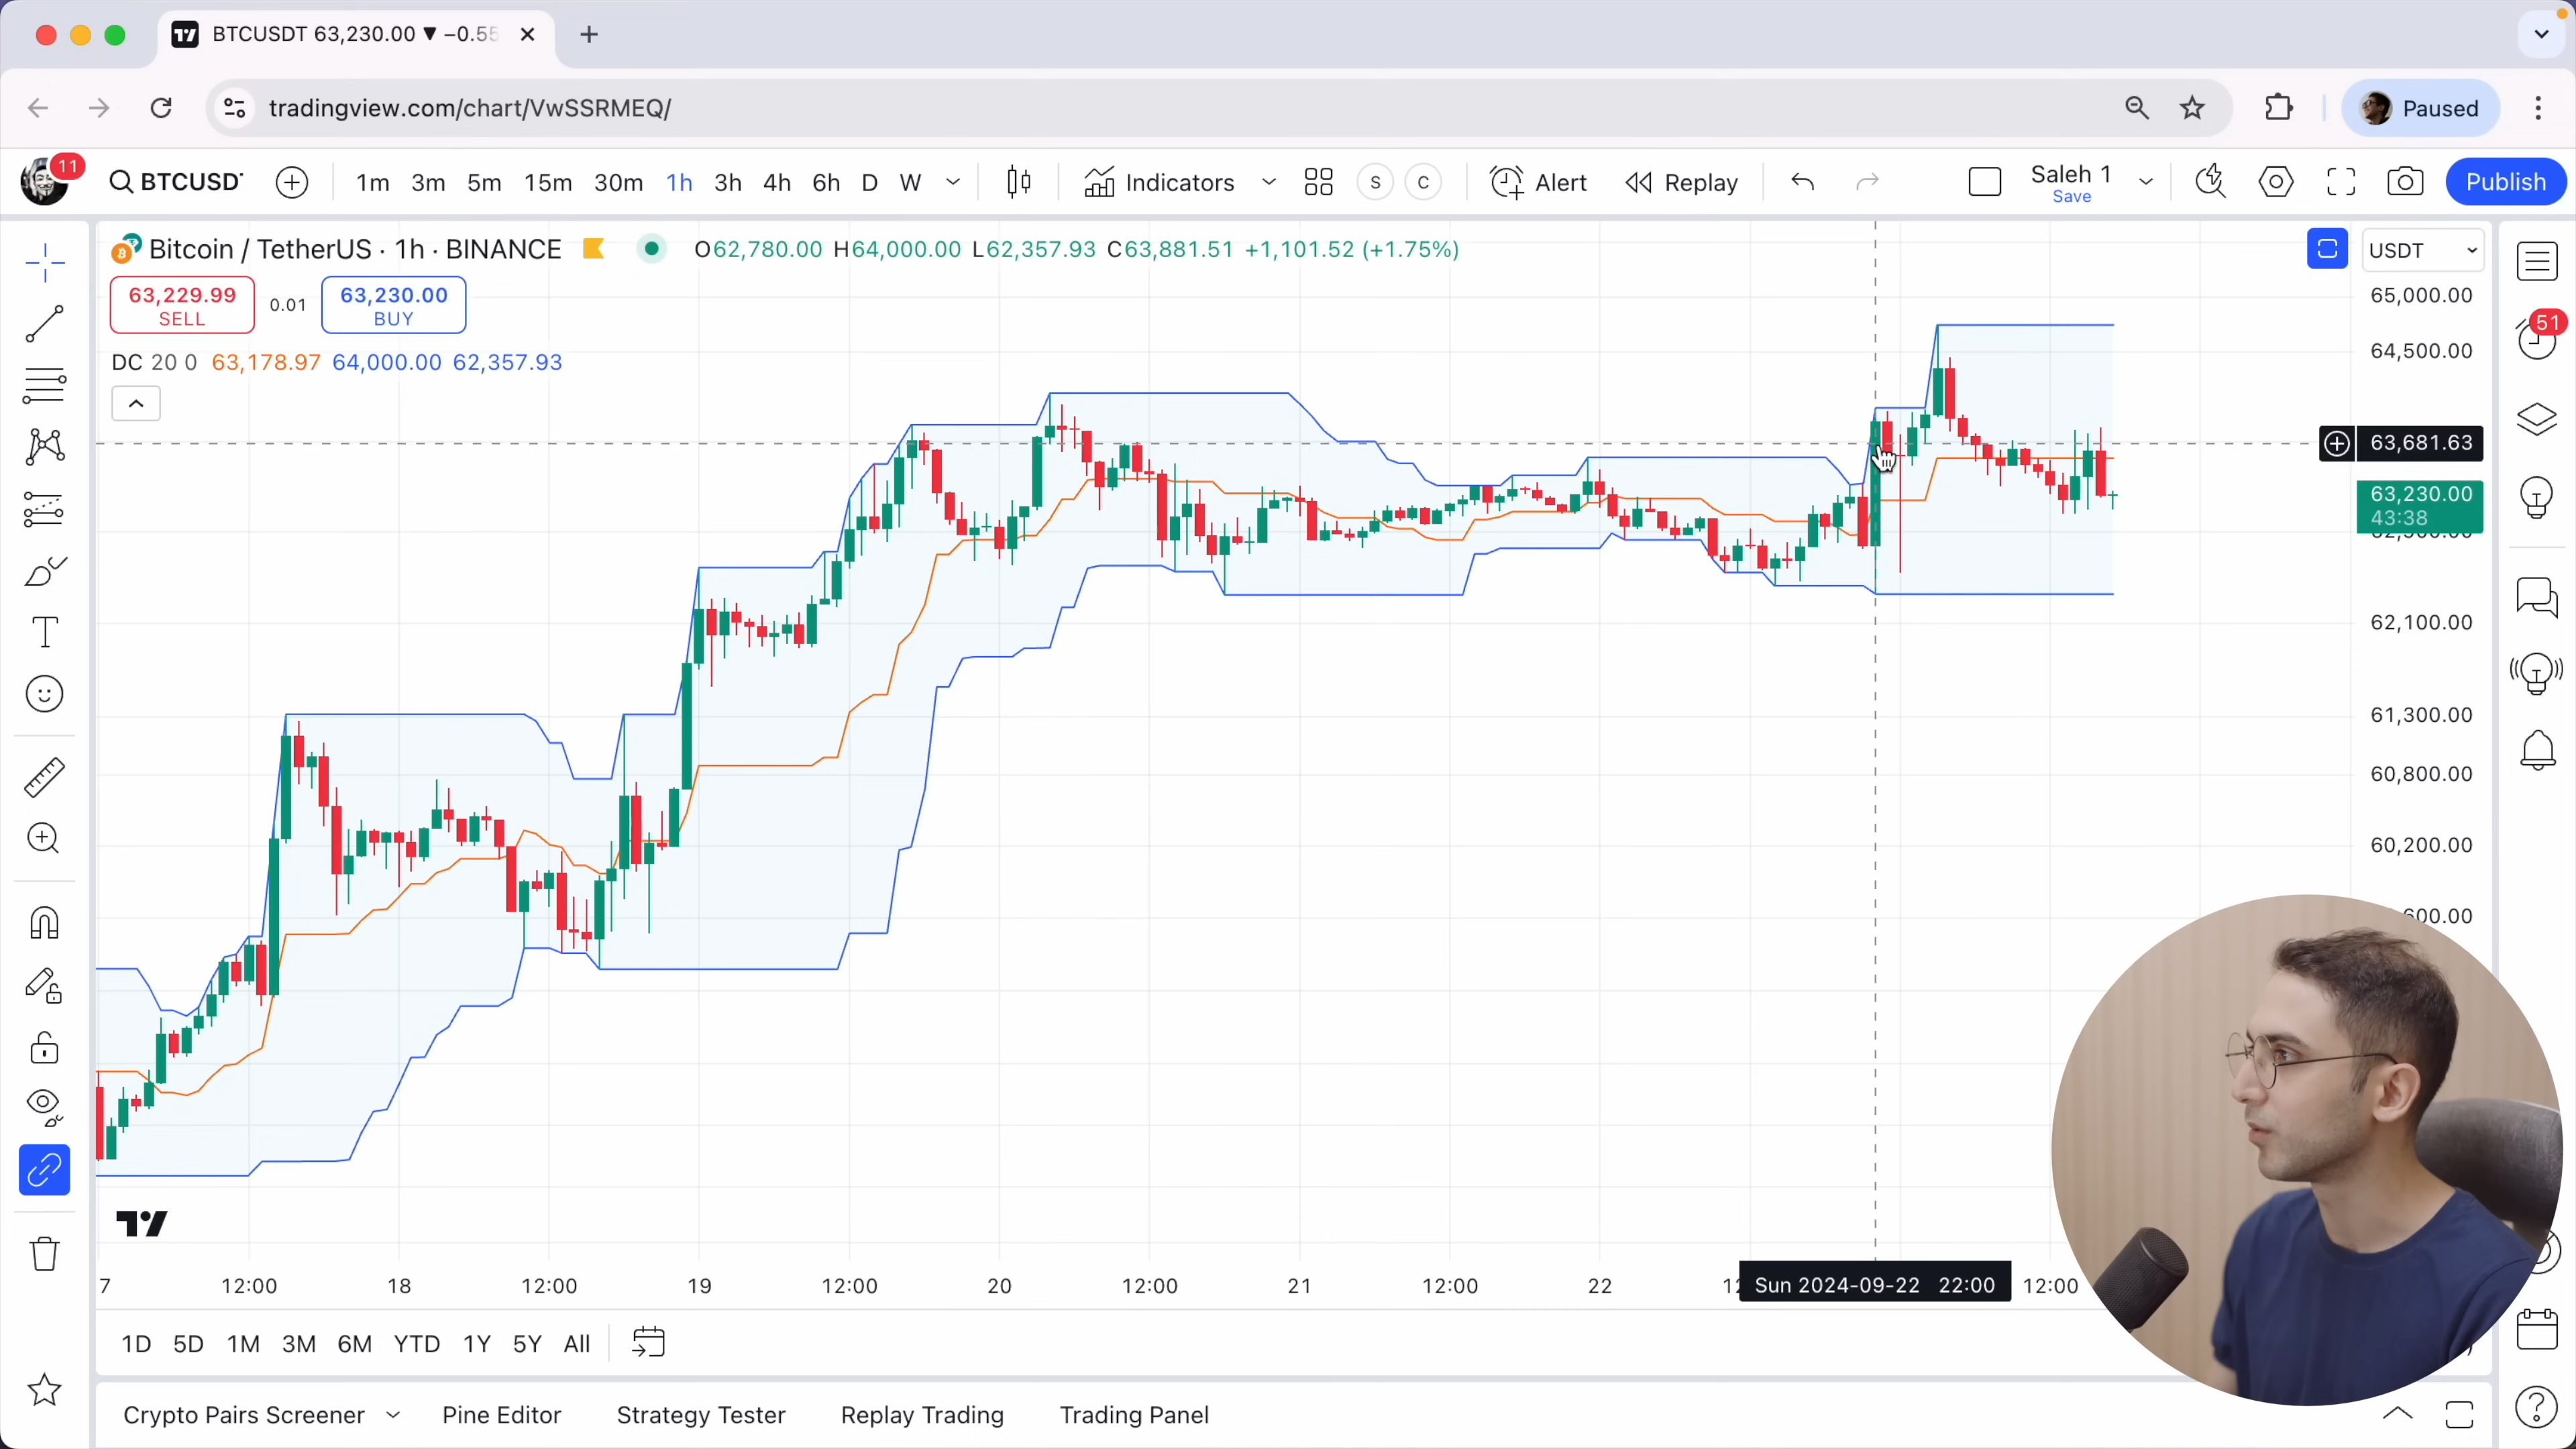 BTCUSDT 63,230.00 ▼ −0.55
tradingview.com/chart/VwSSRMEQ/
Paused
11
BTCUSDT
1m 3m 5m 15m 30m 1h 3h 4h 6h D W
Indicators
S C
Alert
Replay
Saleh 1
Save
Publish
Bitcoin / TetherUS · 1h · BINANCE
O62,780.00 H64,000.00 L62,357.93 C63,881.51 +1,101.52 (+1.75%)
USDT
63,229.99
SELL
0.01
63,230.00
BUY
DC 20 0 63,178.97 64,000.00 62,357.93
65,000.00
51
64,500.00
63,681.63
63,230.00
43:38
62,100.00
61,300.00
60,800.00
60,200.00
600.00
7 12:00 18 12:00 19 12:00 20 12:00 21 12:00 22 Sun 2024-09-22 22:00 12:00
1D 5D 1M 3M 6M YTD 1Y 5Y All
Crypto Pairs Screener Pine Editor Strategy Tester Replay Trading Trading Panel